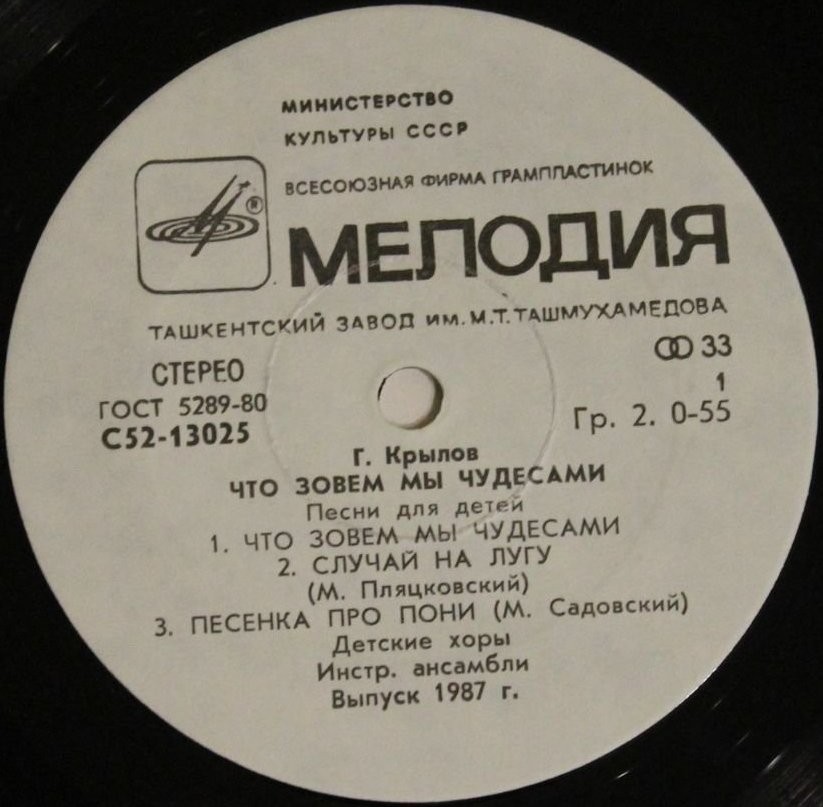 МИНИСТЕРСТВО
КУЛЬТУРЫ СССР
ВСЕСОЮЗНАЯ ФИРМА ГРАМПЛАСТИНОК
®
МЕЛОДИЯ
ТАШКЕНТСКИЙ ЗАВОД ИМ. М.Т. ТАШМУХАМЕДОВА
СТЕРЕО
ГОСТ 5289-80
С52-13025
33
1
Гр. 2. 0-55
Г. Крылов
ЧТО ЗОВЕМ МЫ ЧУДЕСАМИ
Песни для детей
1. ЧТО ЗОВЕМ МЫ ЧУДЕСАМИ
2. СЛУЧАЙ НА ЛУГУ
(М. Пляцковский)
3. ПЕСЕНКА ПРО ПОНИ (М. Садовский)
Детские хоры
Инстр. ансамбли
Выпуск 1987 г.